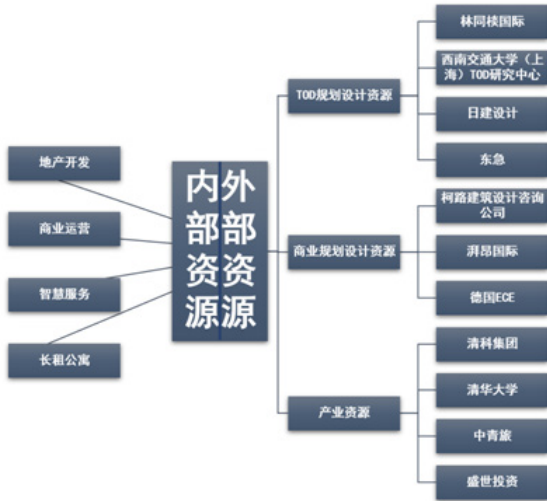 地产开发
商业运营
智慧服务
长租公寓
内部资源
外部资源
TOD规划设计资源
林同棪国际
西南交通大学（上
海）TOD研究中心
日建设计
东急
商业规划设计资源
柯路建筑设计咨询
公司
湃昂国际
德国ECE
产业资源
清科集团
清华大学
中青旅
盛世投资